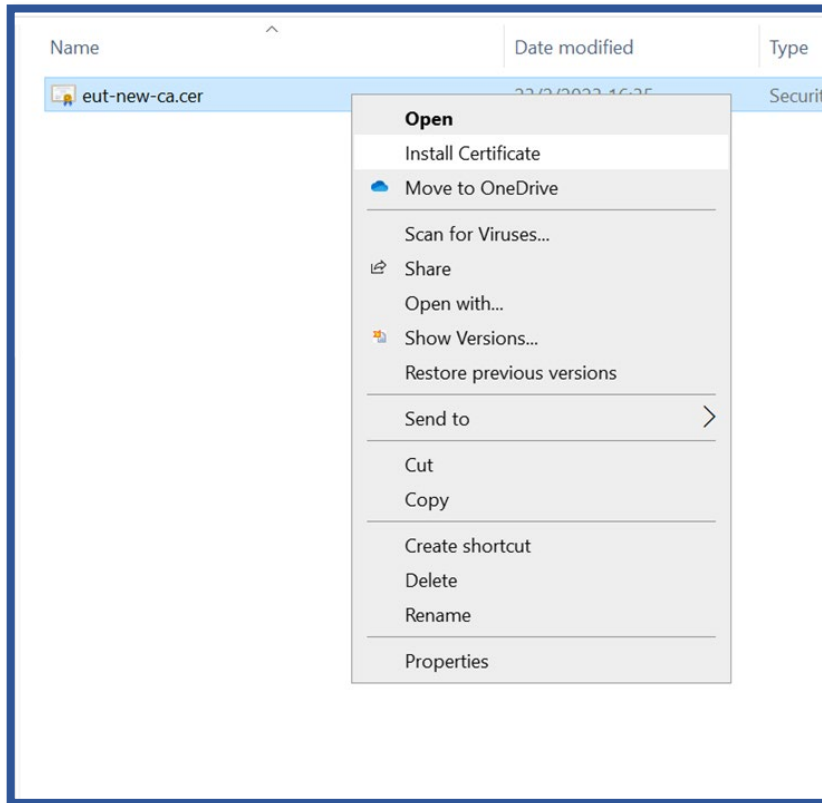 Name Date modified Type
eut-new-ca.cer
Open
Install Certificate
Move to OneDrive
Scan for Viruses...
Share
Open with...
Show Versions...
Restore previous versions
Send to
Cut
Copy
Create shortcut
Delete
Rename
Properties